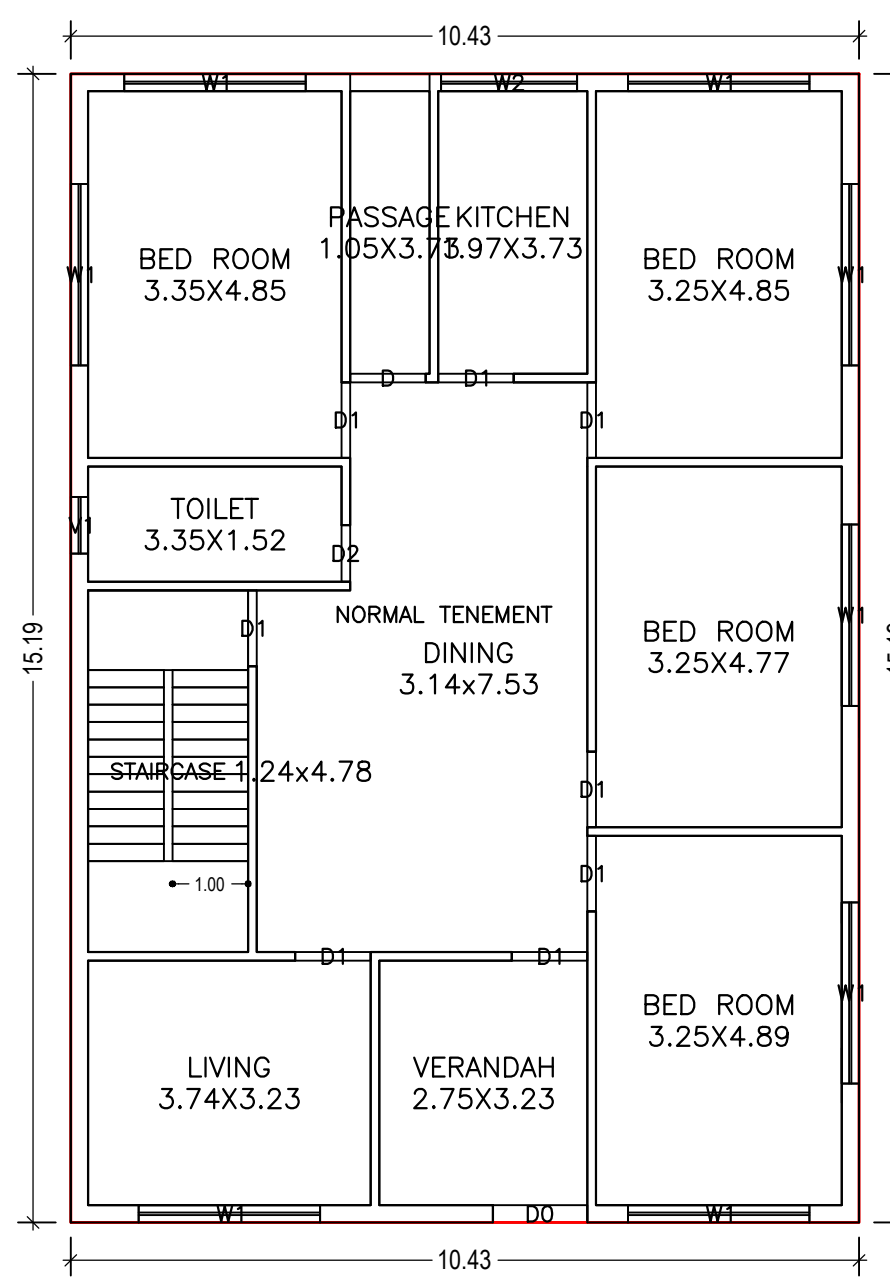 10.43
W1
W2
W1
PASSAGE
1.05X3.73
KITCHEN
1.97X3.73
BED ROOM
3.35X4.85
BED ROOM
3.25X4.85
W1
W1
D
D1
D1
D1
TOILET
3.35X1.52
V1
D2
NORMAL TENEMENT
DINING
3.14x7.53
D1
BED ROOM
3.25X4.77
W1
15.19
15.19
STAIRCASE 1.24x4.78
D1
D1
1.00
D1
D1
BED ROOM
3.25X4.89
W1
LIVING
3.74X3.23
VERANDAH
2.75X3.23
W1
D0
W1
10.43